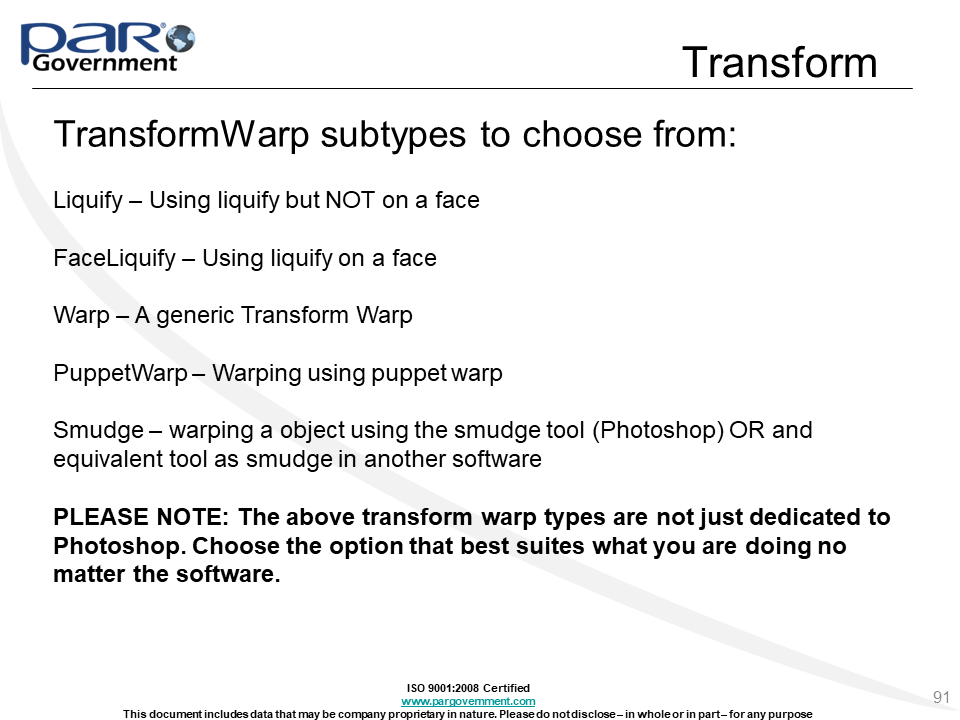 PAR®
Government
Transform
TransformWarp subtypes to choose from:
Liquify – Using liquify but NOT on a face
FaceLiquify – Using liquify on a face
Warp – A generic Transform Warp
PuppetWarp – Warping using puppet warp
Smudge – warping a object using the smudge tool (Photoshop) OR and
equivalent tool as smudge in another software
PLEASE NOTE: The above transform warp types are not just dedicated to
Photoshop. Choose the option that best suites what you are doing no
matter the software.
ISO 9001:2008 Certified
www.pargovernment.com
This document includes data that may be company proprietary in nature. Please do not disclose – in whole or in part – for any purpose
91